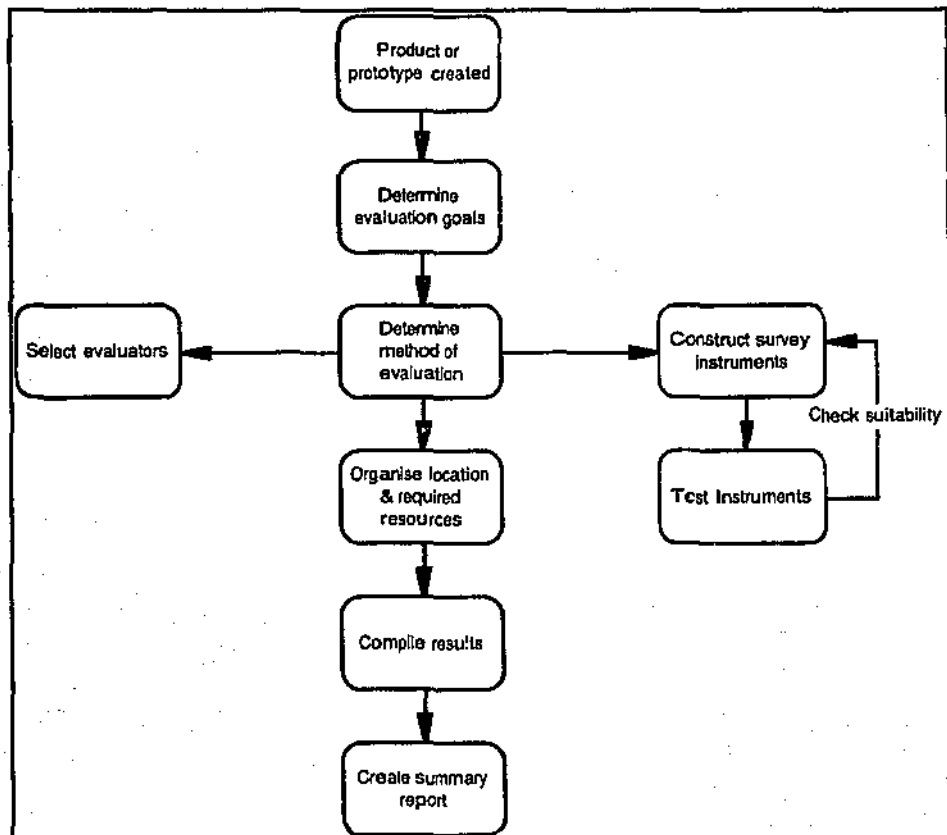 Product or
prototype created
Determine
evaluation goals
Select evaluators
Determine
method of
evaluation
Construct survey
instruments
Check suitability
Organise location
& required
resources
Test Instruments
Compile results
Create summary
report